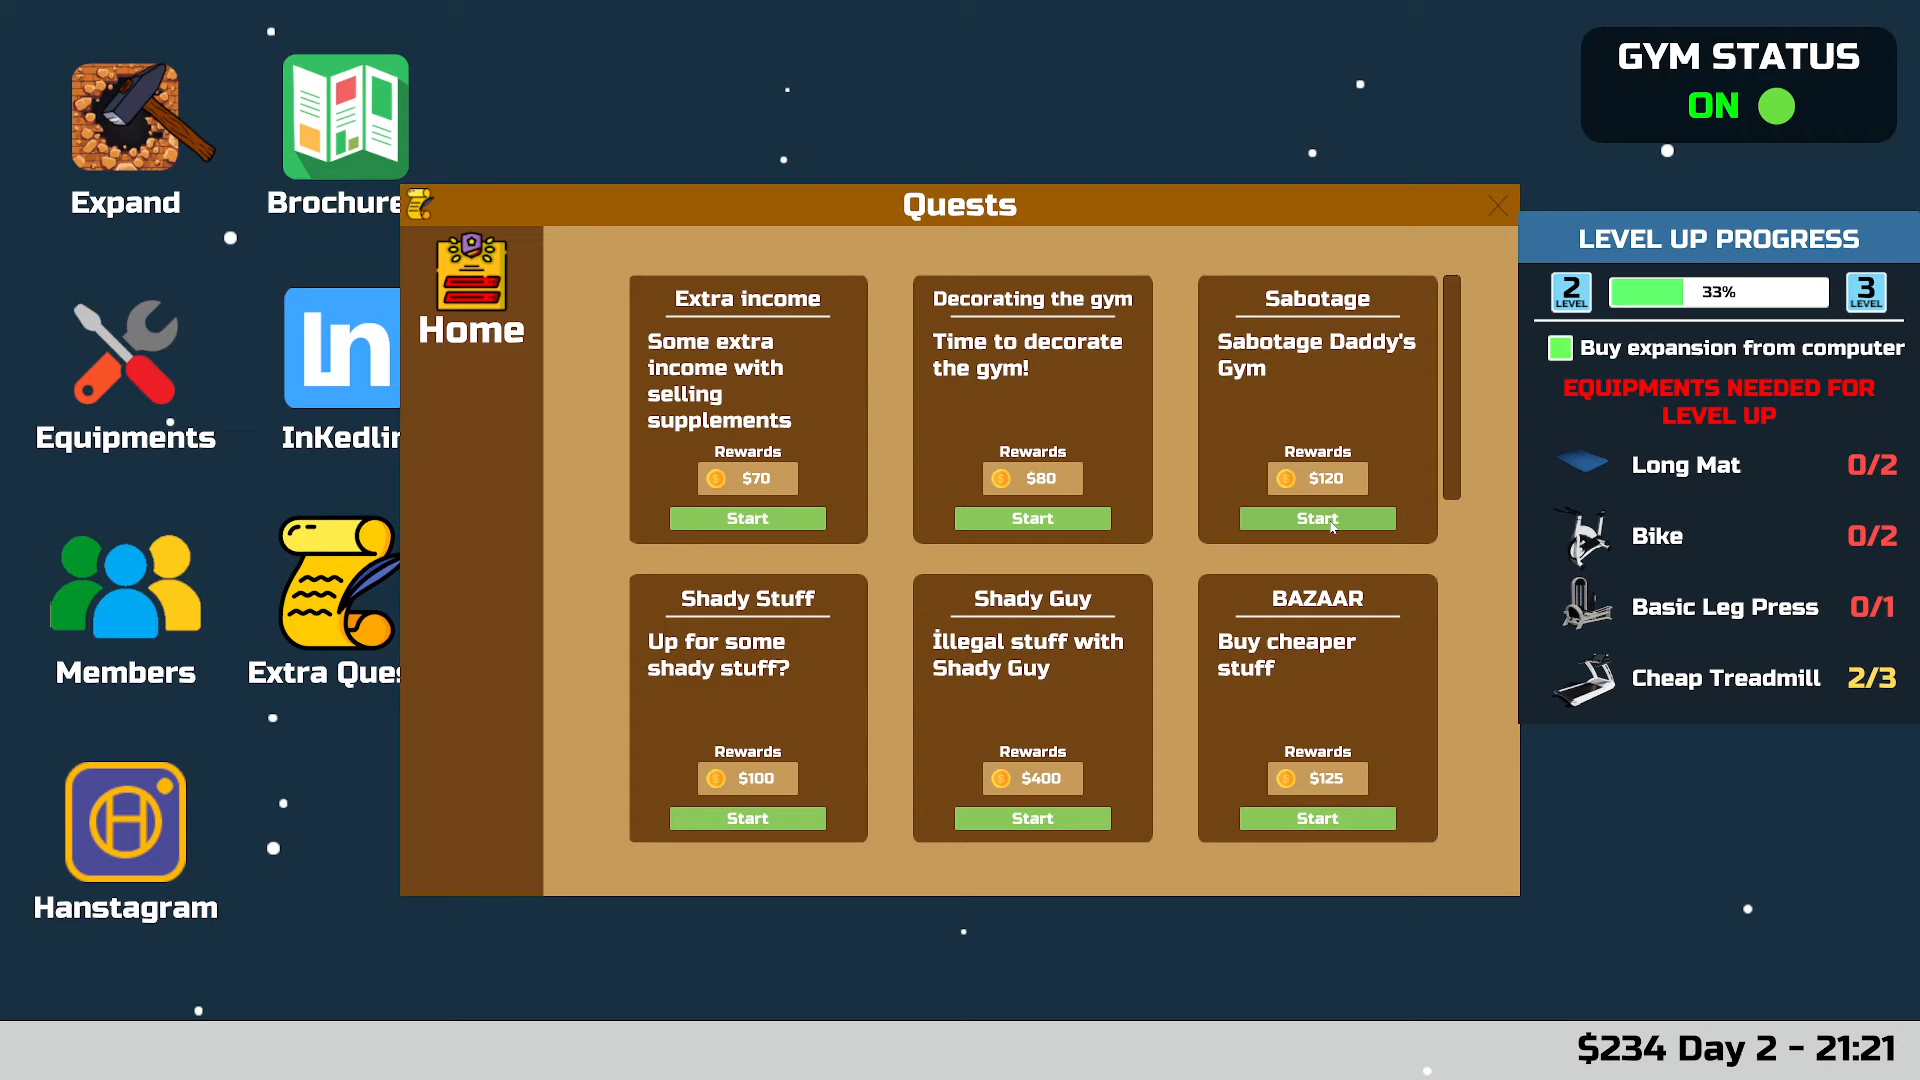 GYM STATUS
ON
Expand
Brochure
Equipments
InKedlin
Members
Extra Ques
Hanstagram
Quests
Home
Extra income
Some extra
income with
selling
supplements
Rewards
$70
Start
Decorating the gym
Time to decorate
the gym!
Rewards
$80
Start
Sabotage
Sabotage Daddy's
Gym
Rewards
$120
Start
Shady Stuff
Up for some
shady stuff?
Rewards
$100
Start
Shady Guy
İllegal stuff with
Shady Guy
Rewards
$400
Start
BAZAAR
Buy cheaper
stuff
Rewards
$125
Start
LEVEL UP PROGRESS
2
LEVEL
33%
3
LEVEL
Buy expansion from computer
EQUIPMENTS NEEDED FOR
LEVEL UP
Long Mat 0/2
Bike 0/2
Basic Leg Press 0/1
Cheap Treadmill 2/3
$234 Day 2 - 21:21